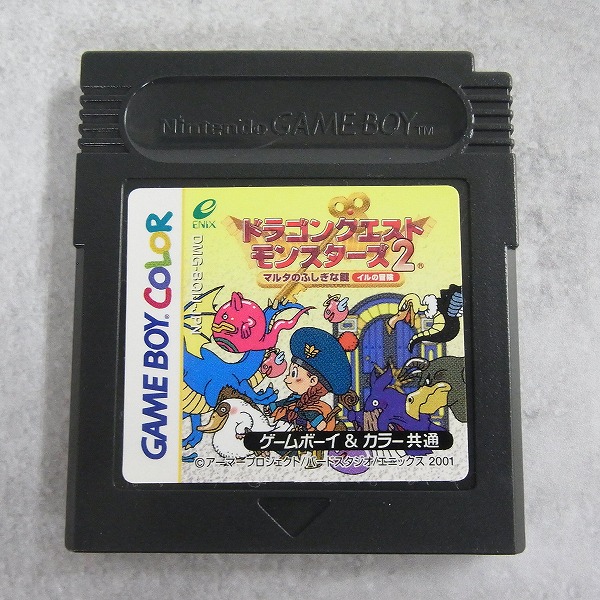 Nintendo GAME BOY TM
GAME BOY COLOR
ENIX
ドラゴンクエスト
モンスターズ2®
マルタのふしぎな鍵 イルの冒険
ゲームボーイ & カラー共通
©アーマープロジェクト/バードスタジオ/エニックス 2001